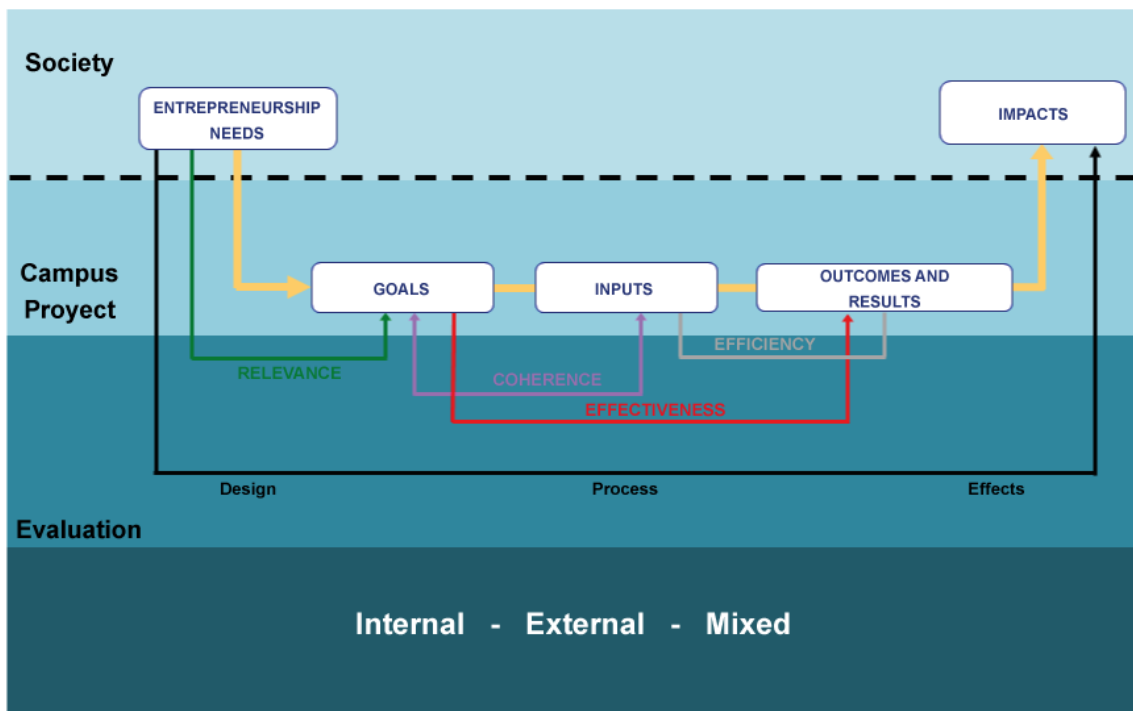 Society
ENTREPRENEURSHIP
NEEDS
IMPACTS
Campus
Proyect
GOALS
INPUTS
OUTCOMES AND
RESULTS
EFFICIENCY
RELEVANCE
COHERENCE
EFFECTIVENESS
Design
Process
Effects
Evaluation
Internal - External - Mixed